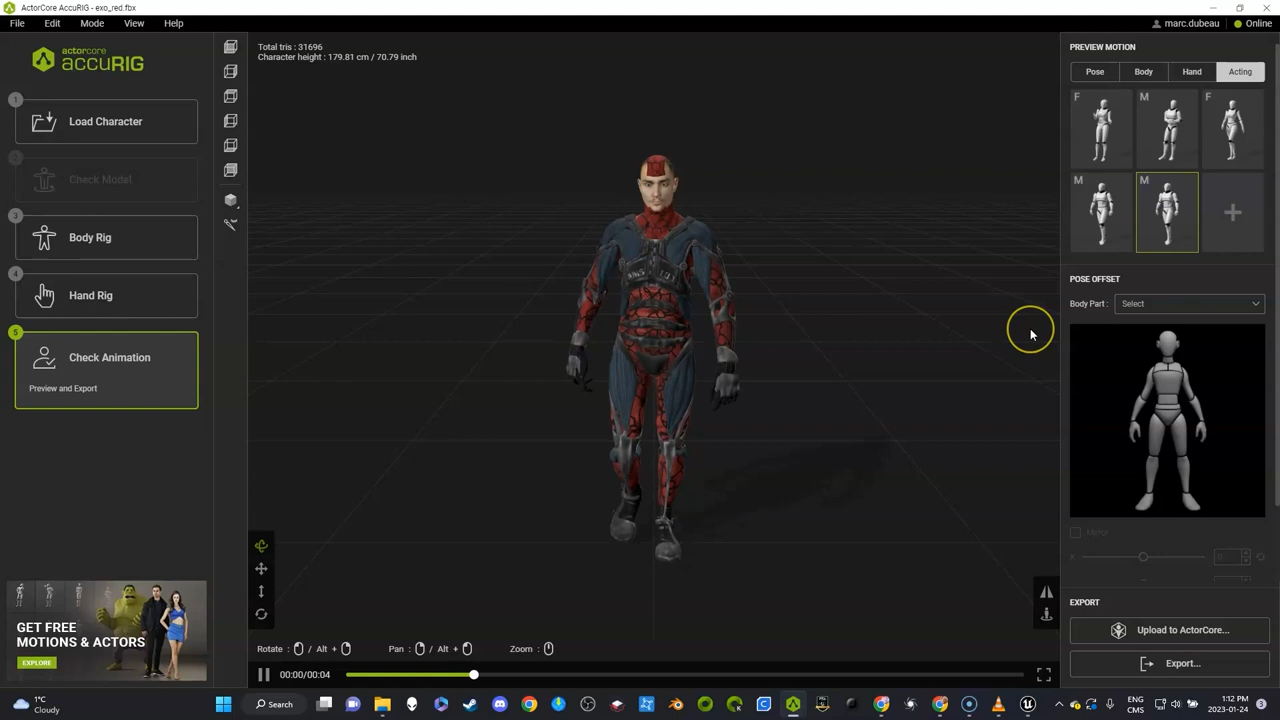 ActorCore AccuRIG - exo_red.fbx
File Edit Mode View Help
marc.dubeau
Online
actorcore
accuRIG
1
Load Character
2
Check Model
3
Body Rig
4
Hand Rig
5
Check Animation
Preview and Export
GET FREE
MOTIONS & ACTORS
EXPLORE
Total tris : 31696
Character height : 179.81 cm / 70.79 inch
Rotate : / Alt + Pan : / Alt + Zoom :
00:00/00:04
PREVIEW MOTION
Pose Body Hand Acting
F M F
M M
POSE OFFSET
Body Part : Select
Mirror
X 0
EXPORT
Upload to ActorCore...
Export...
1°C
Cloudy
Search
ENG
CMS
1:12 PM
2023-01-24